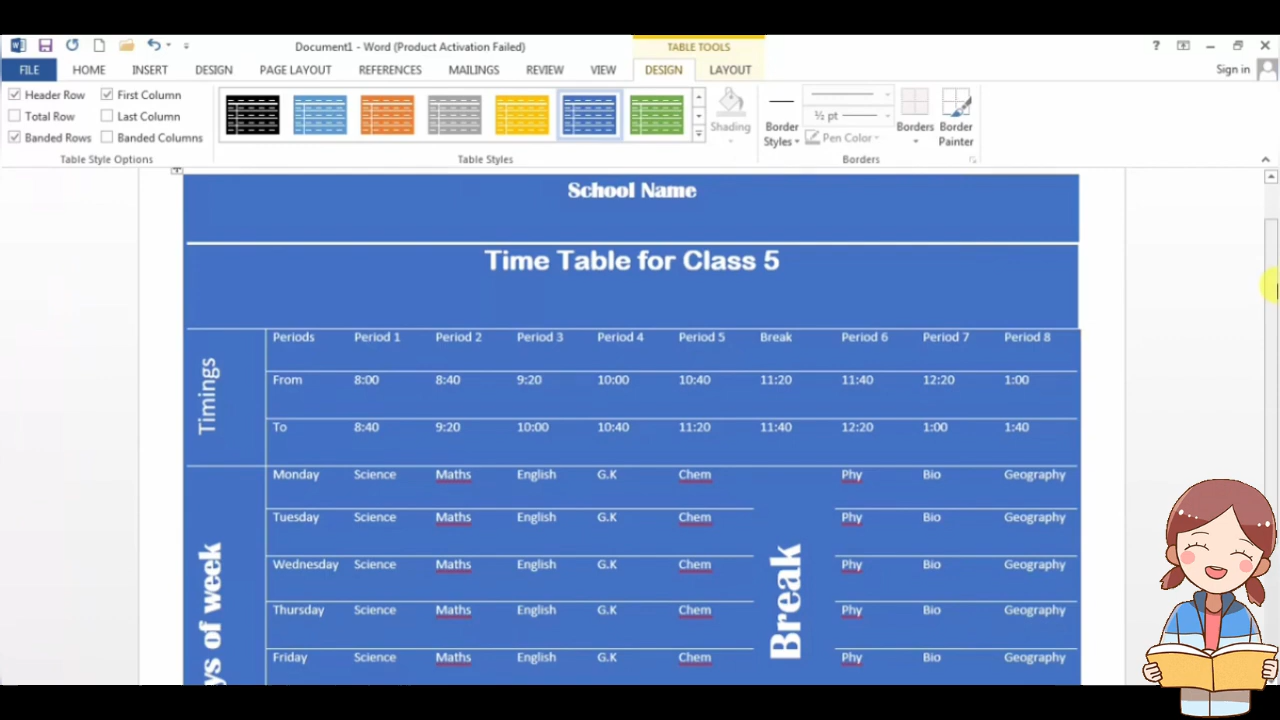 Document1 - Word (Product Activation Failed)
TABLE TOOLS
?
FILE HOME INSERT DESIGN PAGE LAYOUT REFERENCES MAILINGS REVIEW VIEW DESIGN LAYOUT Sign in
Header Row First Column
Total Row Last Column
Banded Rows Banded Columns
Table Style Options
Table Styles
Shading
Border Styles
½ pt
Pen Color
Borders
Border Painter
Borders
School Name
Time Table for Class 5
Timings
Periods Period 1 Period 2 Period 3 Period 4 Period 5 Break Period 6 Period 7 Period 8
From 8:00 8:40 9:20 10:00 10:40 11:20 11:40 12:20 1:00
To 8:40 9:20 10:00 10:40 11:20 11:40 12:20 1:00 1:40
ys of week
Monday Science Maths English G.K Chem Phy Bio Geography
Tuesday Science Maths English G.K Chem Phy Bio Geography
Wednesday Science Maths English G.K Chem Phy Bio Geography
Thursday Science Maths English G.K Chem Phy Bio Geography
Friday Science Maths English G.K Chem Phy Bio Geography
Break